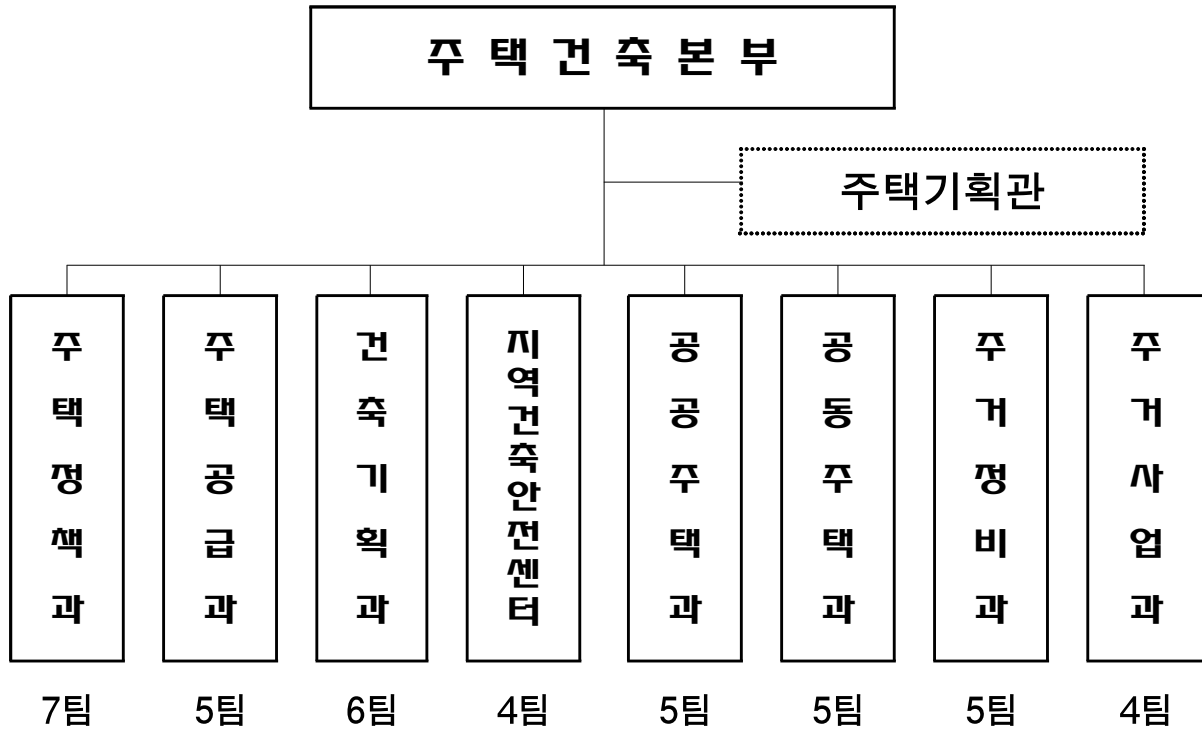 주택건축본부
주택기획관
주택정책과
주택공급과
건축기획과
지역건축안전센터
공공주택과
공동주택과
주거정비과
주거사업과
7팀
5팀
6팀
4팀
5팀
5팀
5팀
4팀